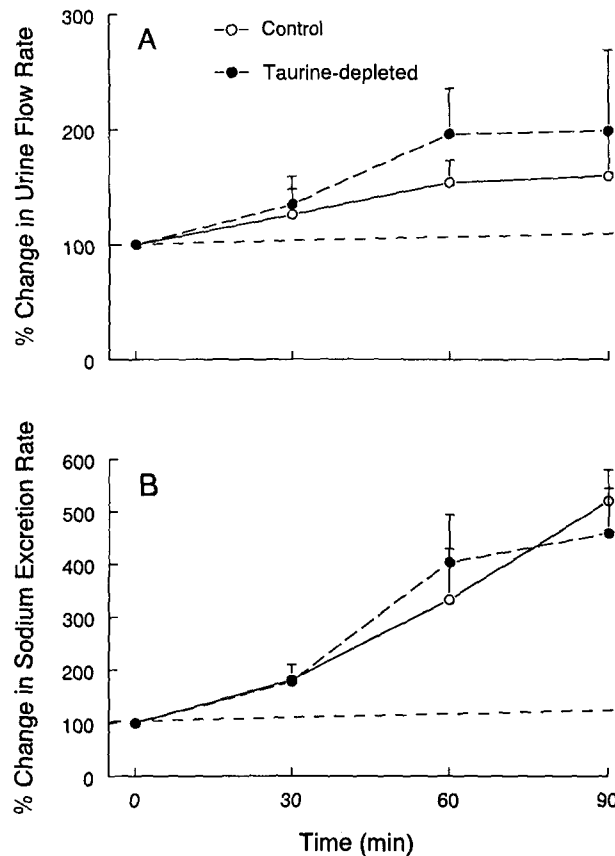 A
Control
Taurine-depleted
% Change in Urine Flow Rate
300
200
100
0
B
% Change in Sodium Excretion Rate
600
500
400
300
200
100
0
0 30 60 90
Time (min)